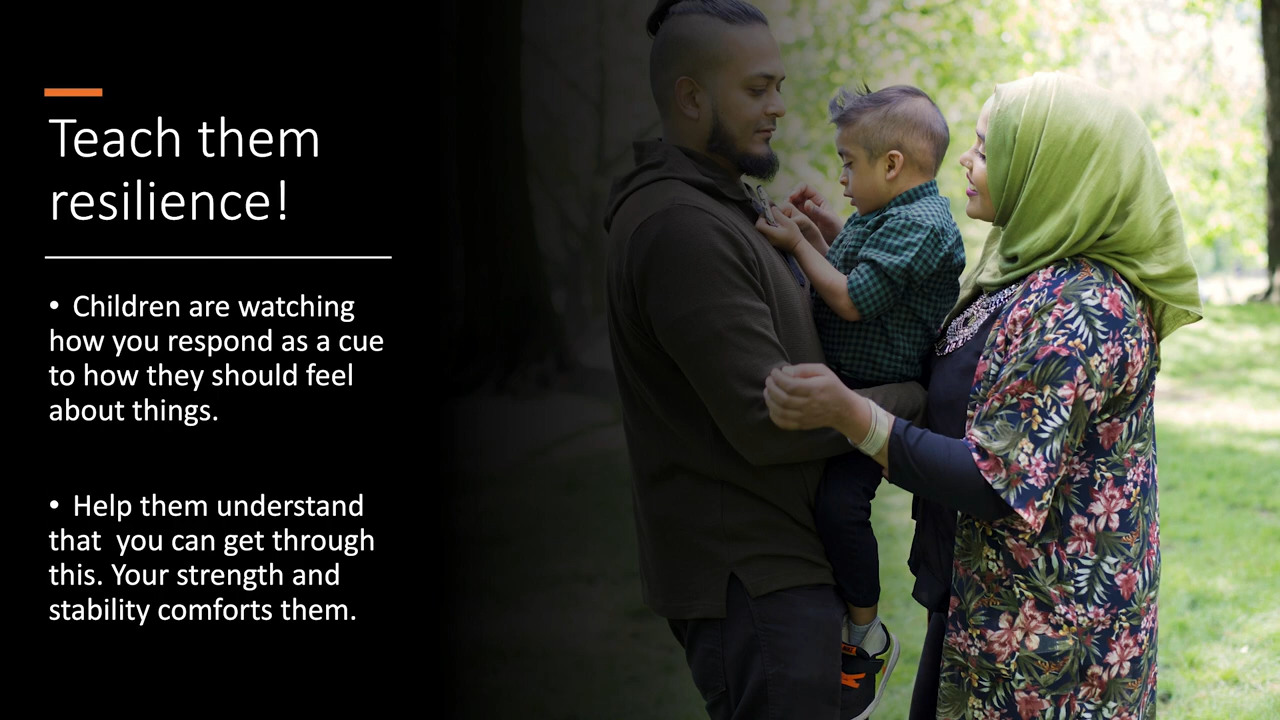 Teach them
resilience!
• Children are watching
how you respond as a cue
to how they should feel
about things.
• Help them understand
that  you can get through
this. Your strength and
stability comforts them.